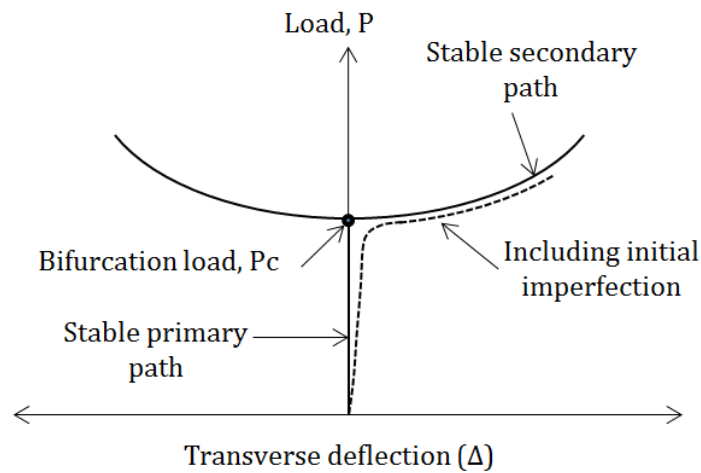 Load, P
Stable secondary
path
Bifurcation load, Pc
Including initial
imperfection
Stable primary
path
Transverse deflection (Δ)